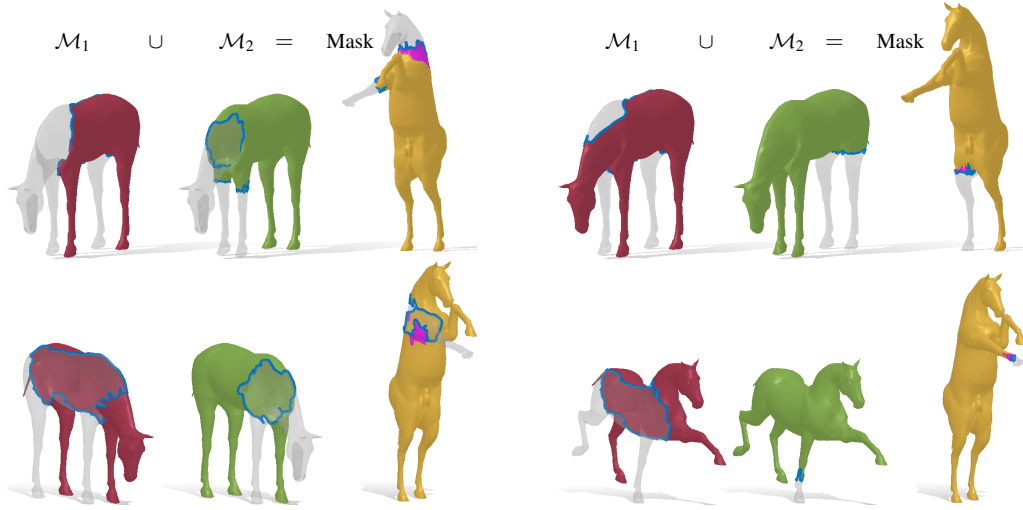 ℳ₁ ∪ ℳ₂ = Mask
ℳ₁ ∪ ℳ₂ = Mask